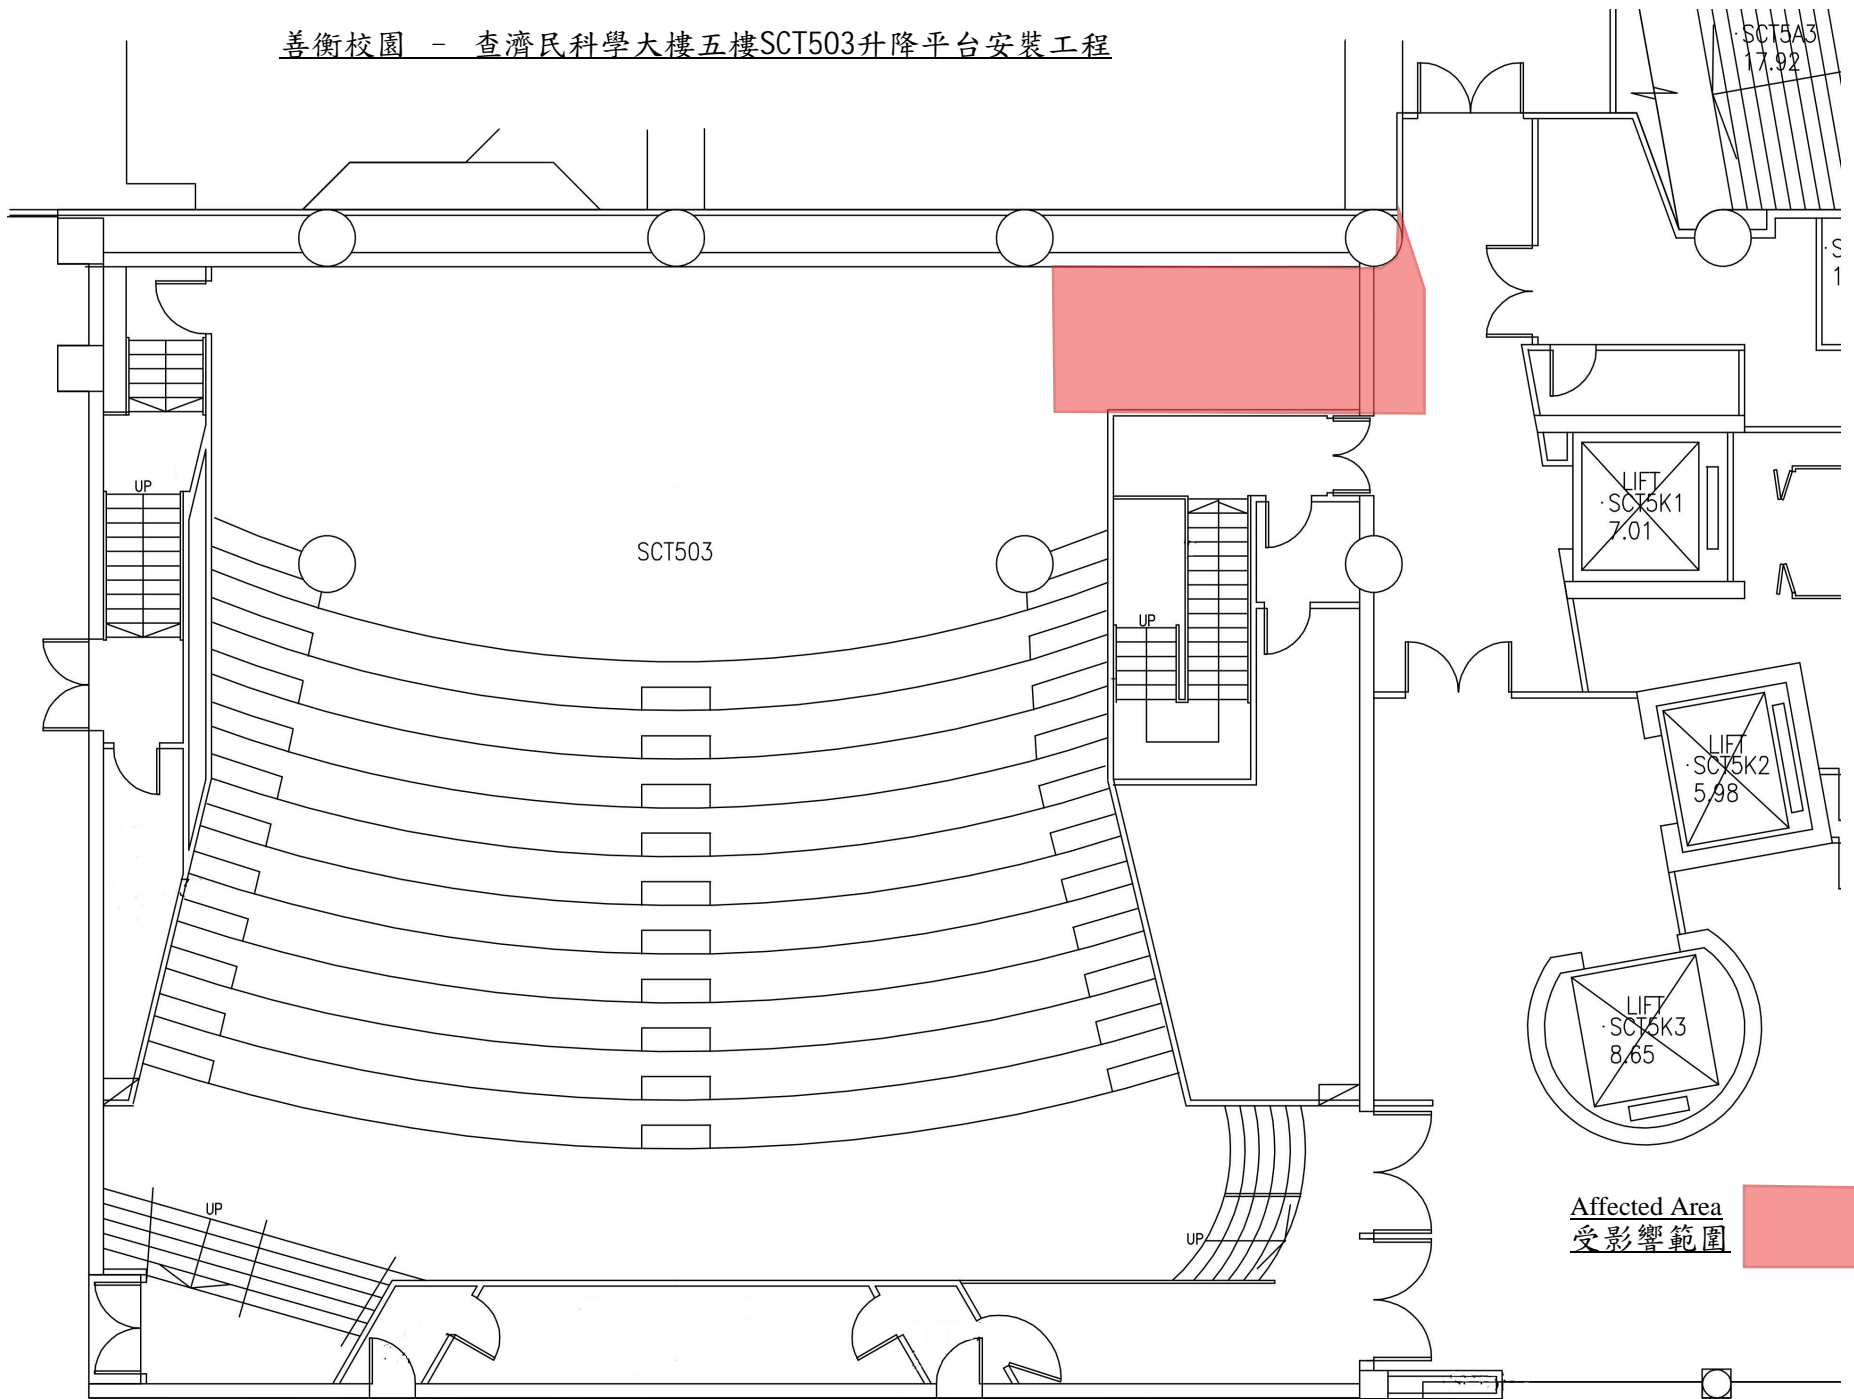 善衡校園 - 查濟民科學大樓五樓SCT503升降平台安裝工程
SCT5A3
17.92
UP
SCT503
LIFT
SCT5K1
7.01
UP
LIFT
SCT5K2
5.98
LIFT
SCT5K3
8.65
UP
UP
Affected Area
受影響範圍